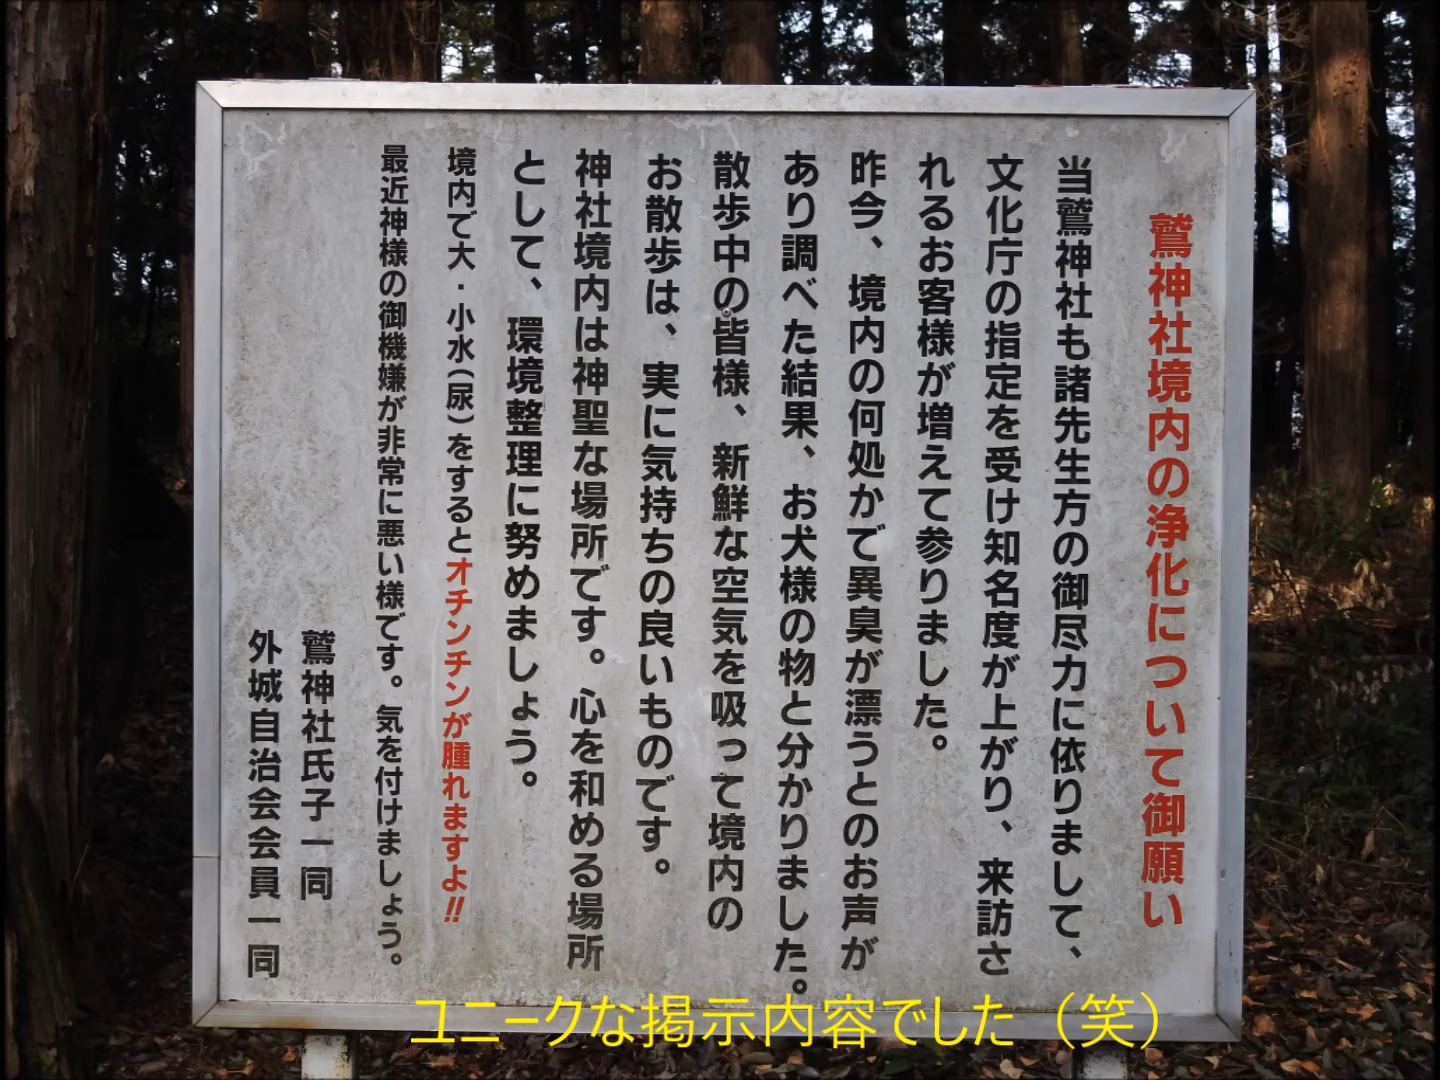 鷲神社境内の浄化について御願い
当鷲神社も諸先生方の御尽力に依りまして、
文化庁の指定を受け知名度が上がり、来訪さ
れるお客様が増えて参りました。
昨今、境内の何処かで異臭が漂うとのお声が
あり調べた結果、お犬様の物と分かりました。
散歩中の皆様、新鮮な空気を吸って境内の
お散歩は、実に気持ちの良いものです。
神社境内は神聖な場所です。心を和める場所
として、環境整理に努めましょう。
境内で大・小水(尿)をするとオチンチンが腫れますよ!!
最近神様の御機嫌が非常に悪い様です。気を付けましょう。
鷲神社氏子一同
外城自治会会員一同
ユニークな掲示内容でした（笑）